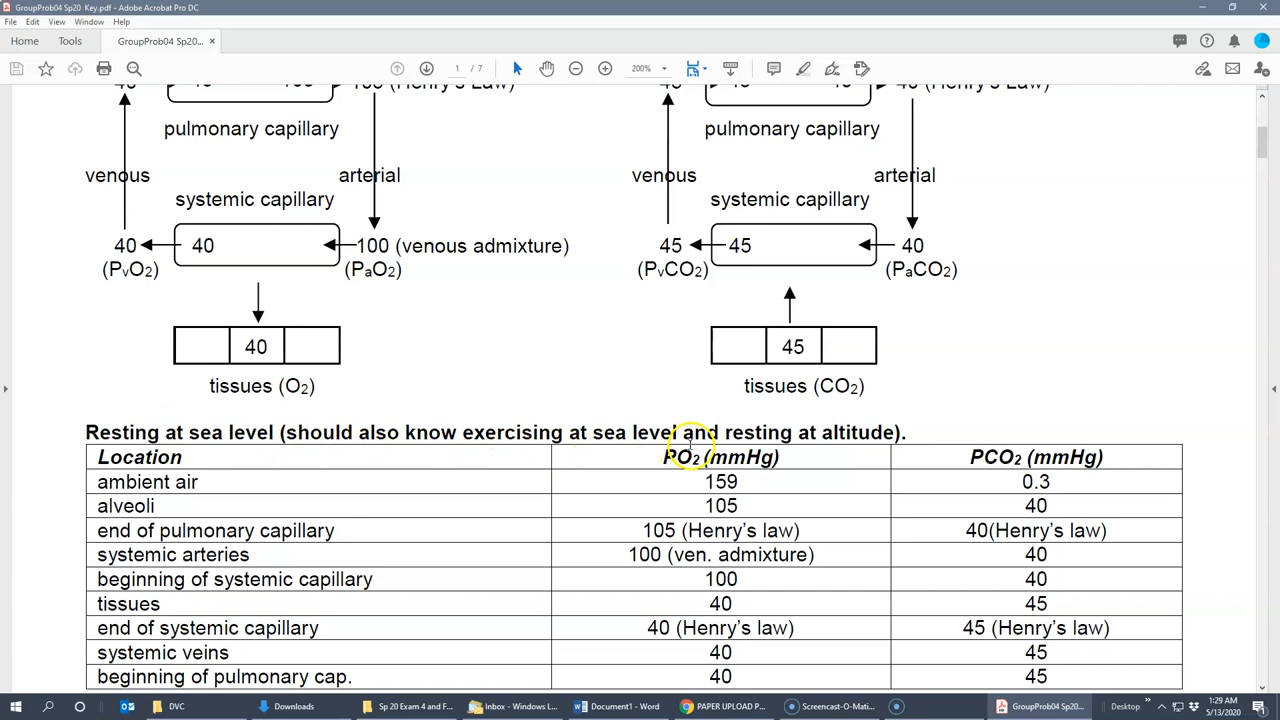 GroupProb04 Sp20 Key.pdf - Adobe Acrobat Pro DC
File Edit View Window Help
Home Tools GroupProb04 Sp20... ×
1 / 7 200%
(Henry's Law) (Henry's Law)
pulmonary capillary pulmonary capillary
venous arterial venous arterial
systemic capillary systemic capillary
40 40 100 (venous admixture) 45 45 40
(PvO2) (PaO2) (PvCO2) (PaCO2)
40 45
tissues (O2) tissues (CO2)
Resting at sea level (should also know exercising at sea level and resting at altitude).
Location PO2 (mmHg) PCO2 (mmHg)
ambient air 159 0.3
alveoli 105 40
end of pulmonary capillary 105 (Henry's law) 40(Henry's law)
systemic arteries 100 (ven. admixture) 40
beginning of systemic capillary 100 40
tissues 40 45
end of systemic capillary 40 (Henry's law) 45 (Henry's law)
systemic veins 40 45
beginning of pulmonary cap. 40 45
DVC Downloads Sp 20 Exam 4 and F... Inbox - Windows L... Document1 - Word PAPER UPLOAD P... Screencast-O-Mati... GroupProb04 Sp20... Desktop 1:29 AM
5/13/2020